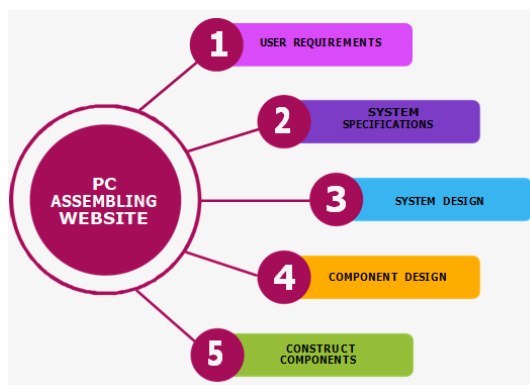 PC
ASSEMBLING
WEBSITE
1
USER REQUIREMENTS
2
SYSTEM
SPECIFICATIONS
3
SYSTEM DESIGN
4
COMPONENT DESIGN
5
CONSTRUCT
COMPONENTS